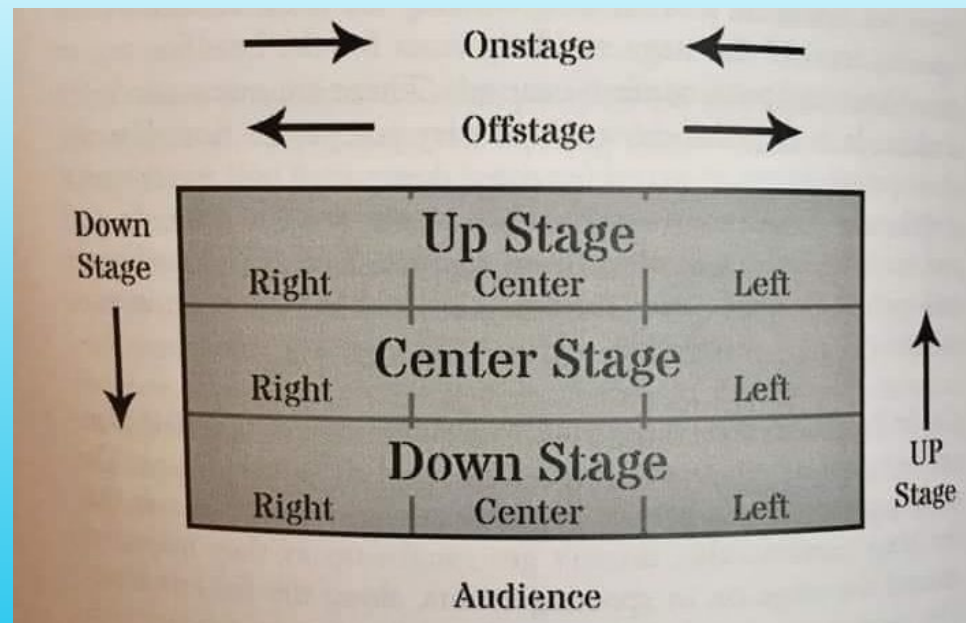 Onstage
Offstage
Down
Stage
Up Stage
Right Center Left
Center Stage
Right Left
Down Stage
Right Center Left
UP
Stage
Audience